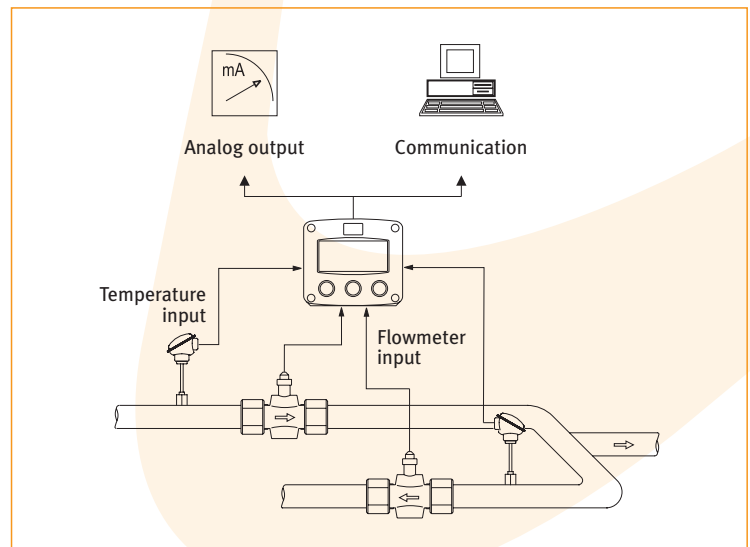 mA
Analog output
Communication
Temperature
input
Flowmeter
input